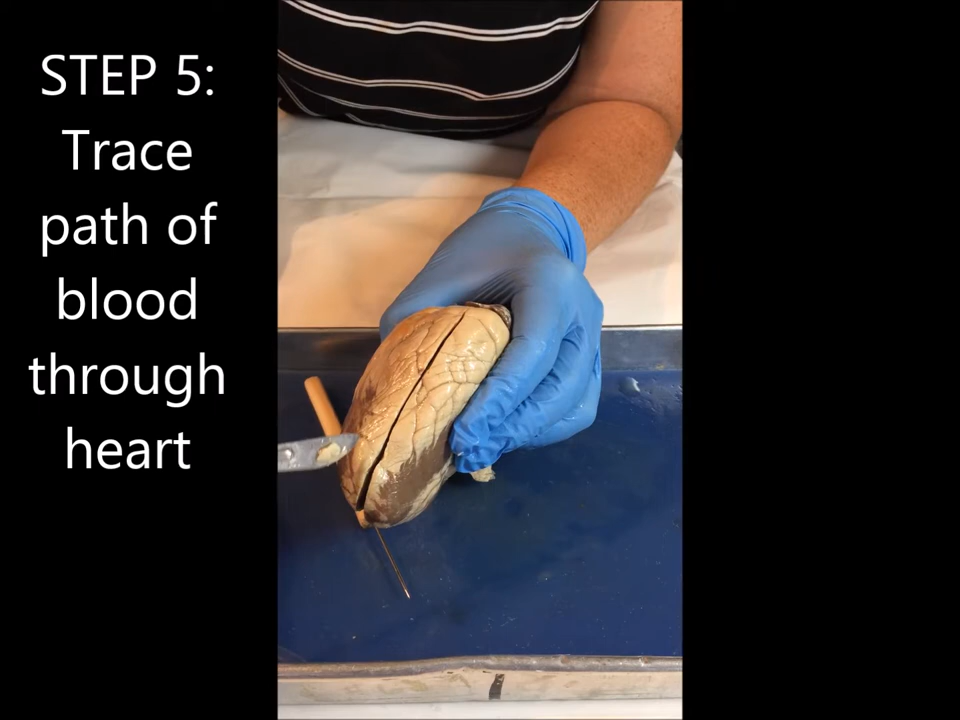 STEP 5:
Trace
path of
blood
through
heart